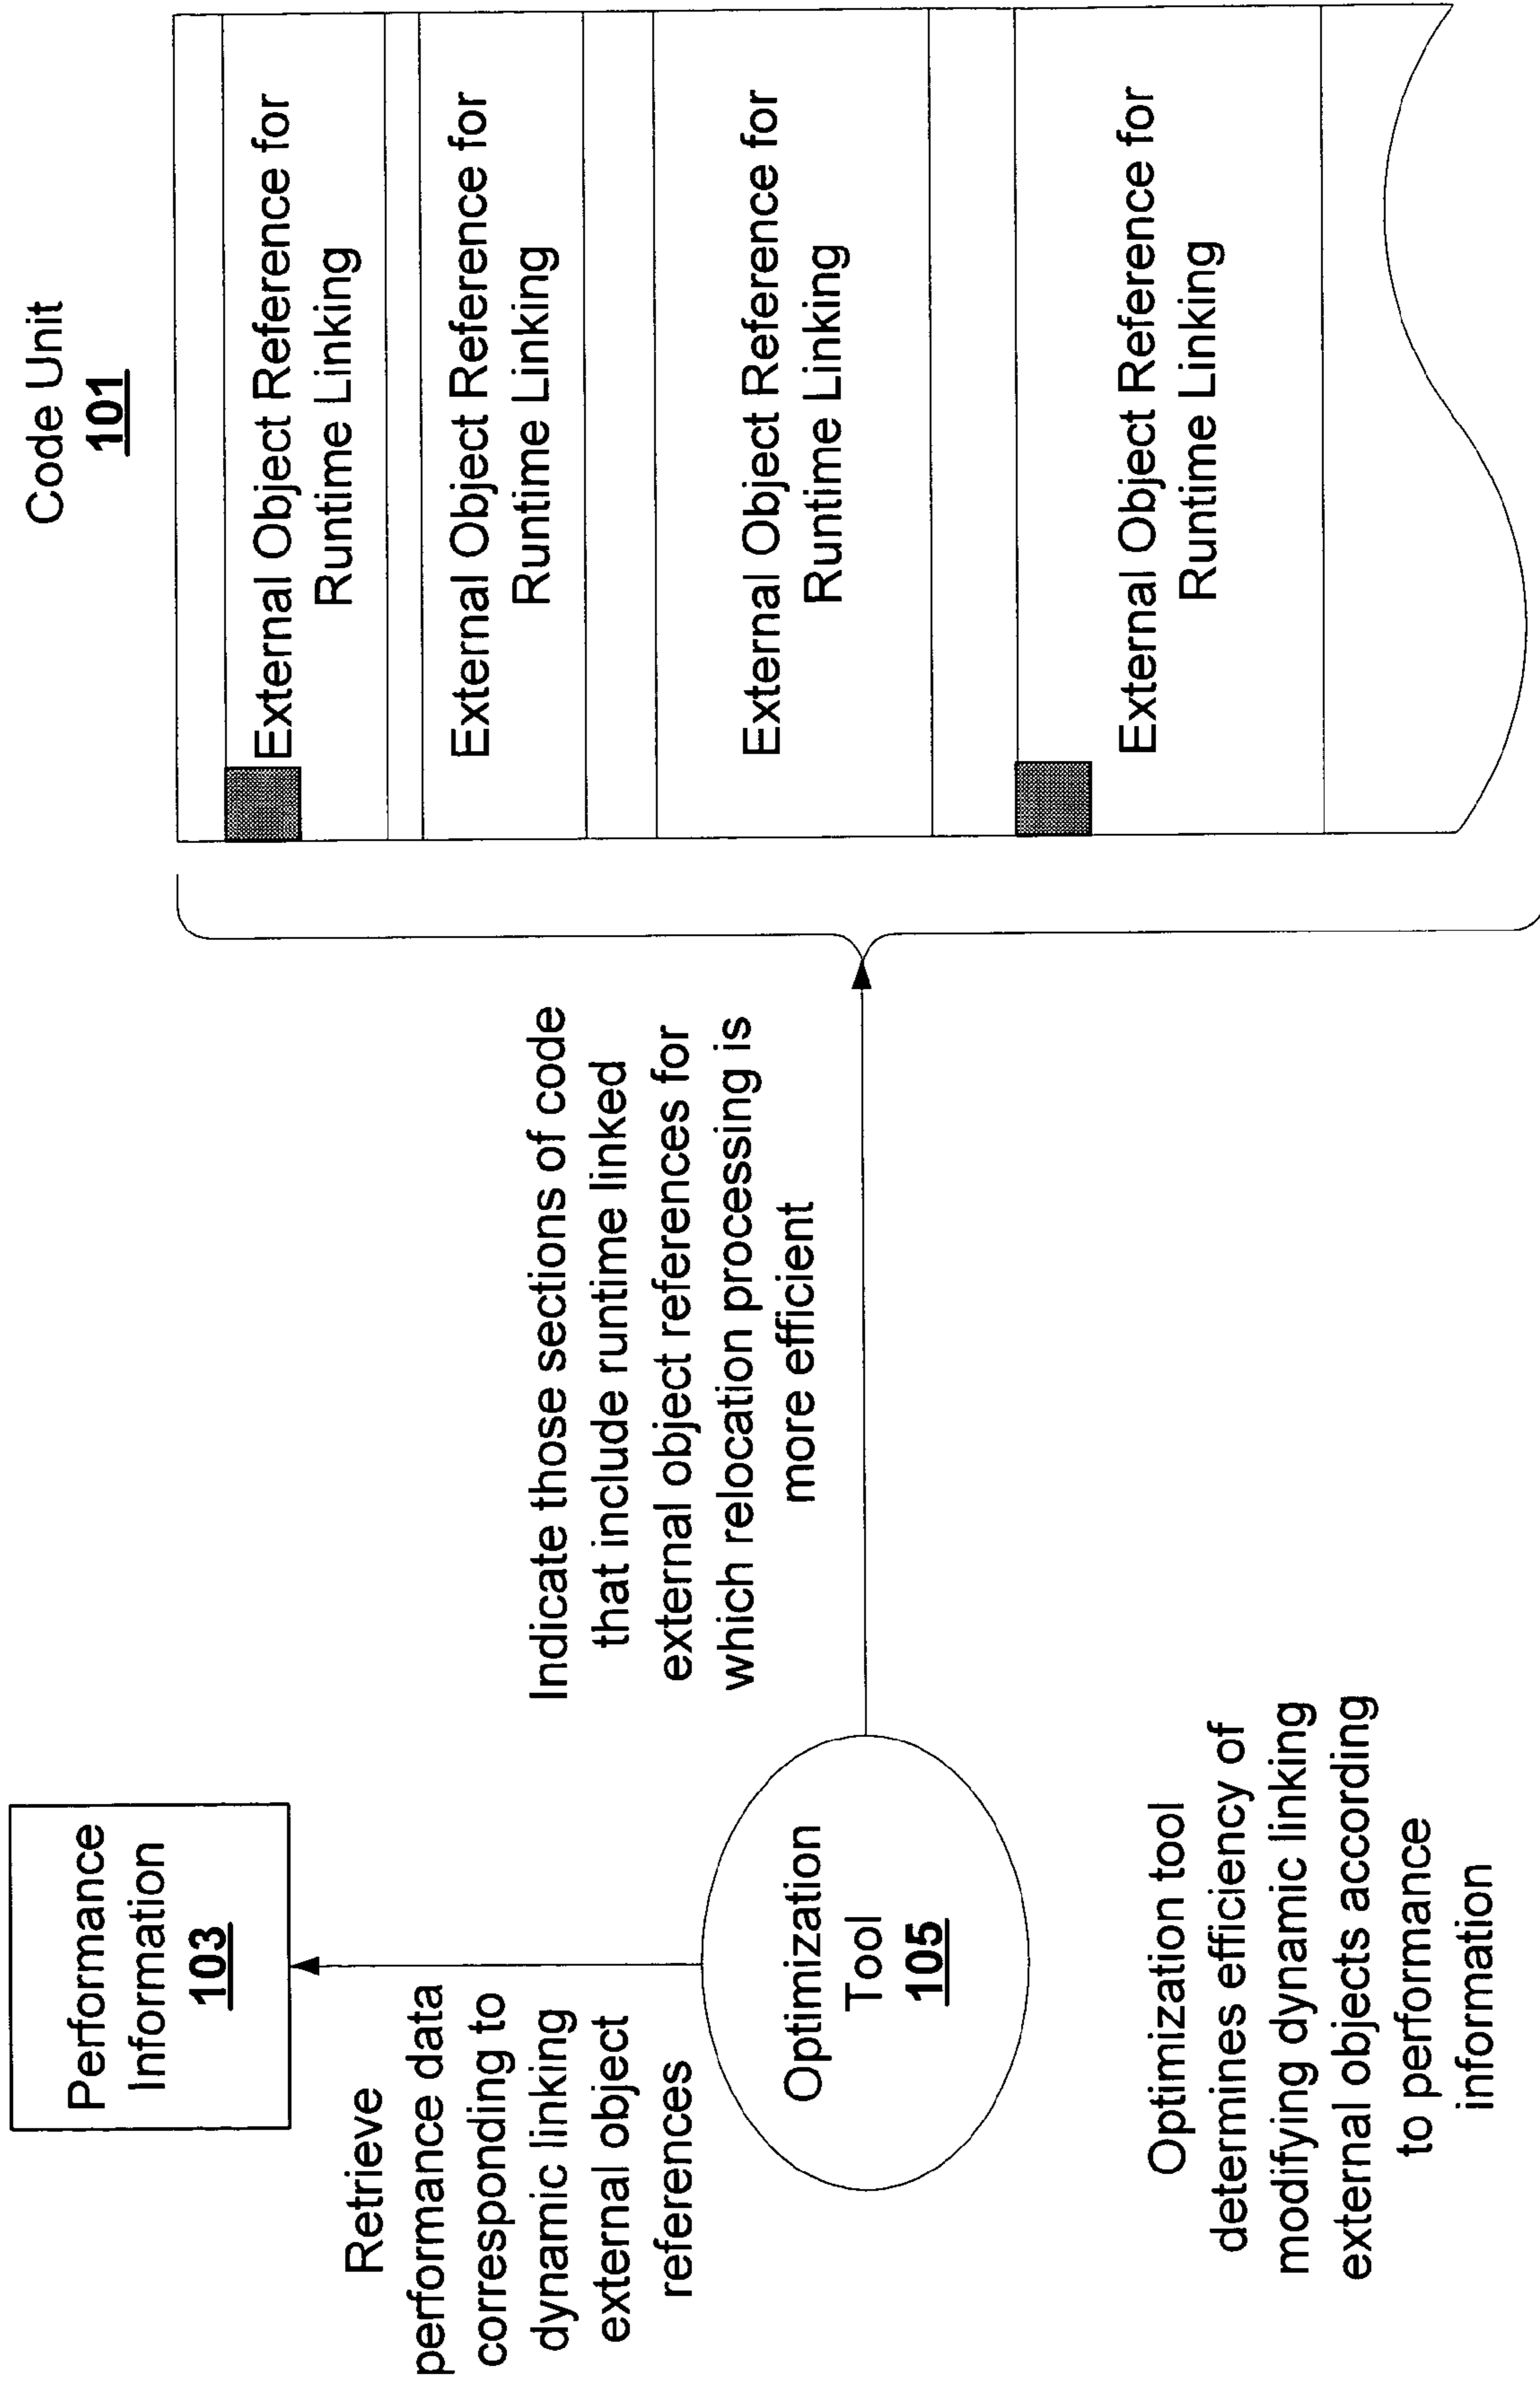 Performance
Information
103
Retrieve
performance data
corresponding to
dynamic linking
external object
references
Optimization
Tool
105
Optimization tool
determines efficiency of
modifying dynamic linking
external objects according
to performance
information
Indicate those sections of code
that include runtime linked
external object references for
which relocation processing is
more efficient
Code Unit
101
External Object Reference for
Runtime Linking
External Object Reference for
Runtime Linking
External Object Reference for
Runtime Linking
External Object Reference for
Runtime Linking